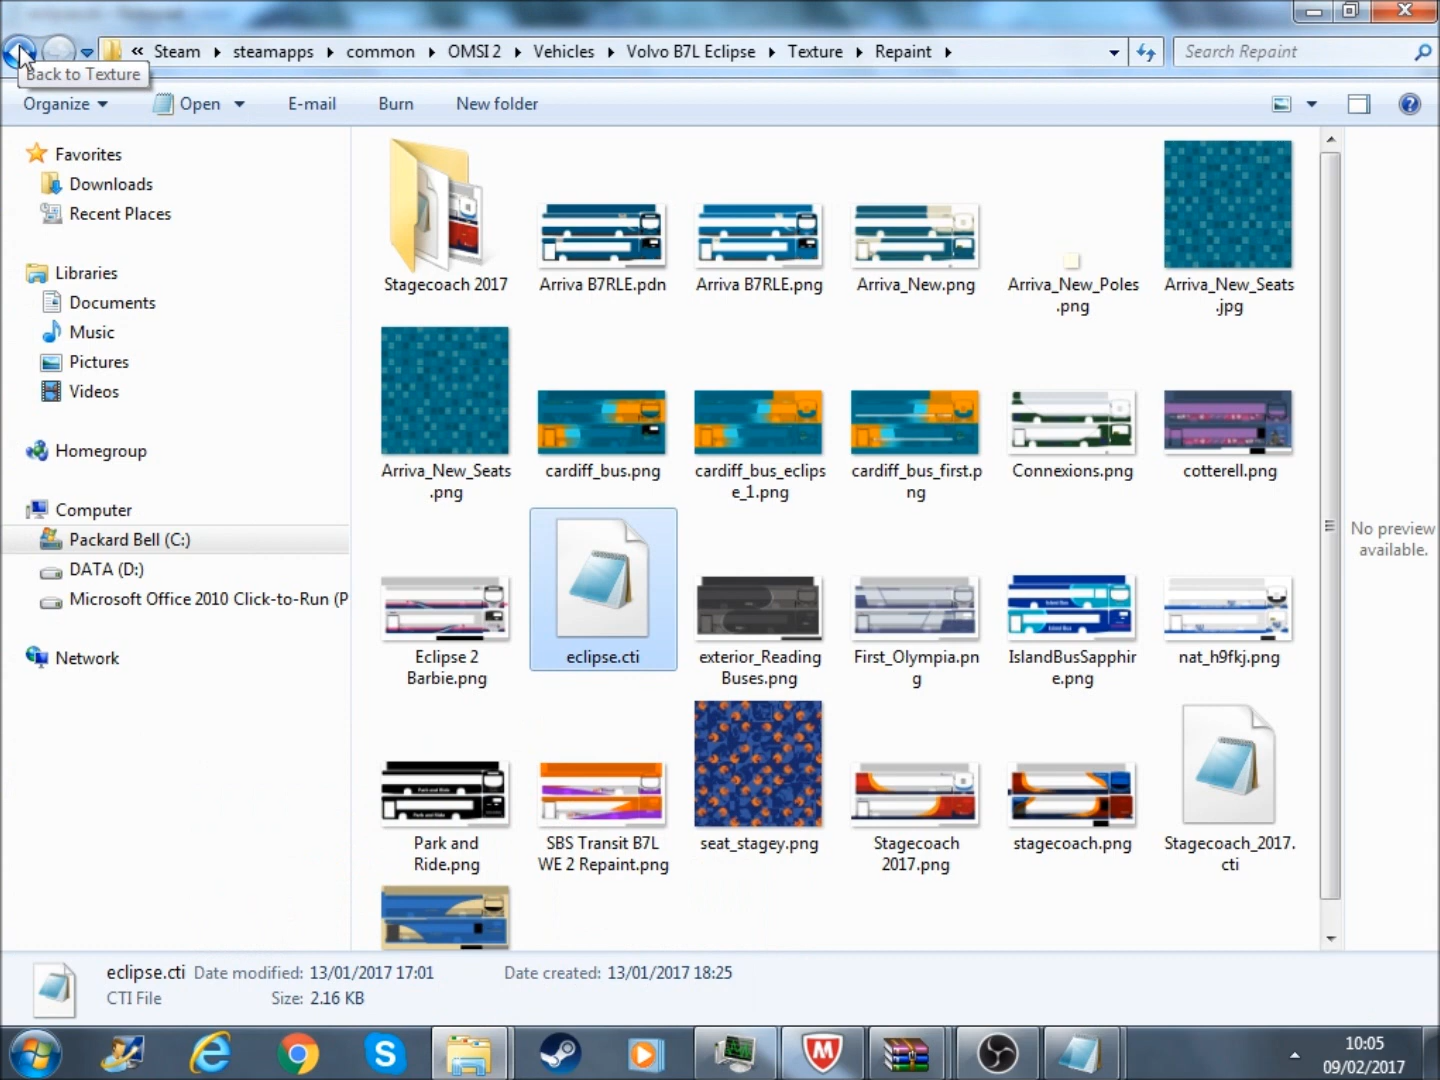 « Steam ▸ steamapps ▸ common ▸ OMSI 2 ▸ Vehicles ▸ Volvo B7L Eclipse ▸ Texture ▸ Repaint ▸
Search Repaint
Back to Texture
Organize
Open
E-mail
Burn
New folder
Favorites
Downloads
Recent Places
Libraries
Documents
Music
Pictures
Videos
Homegroup
Computer
Packard Bell (C:)
DATA (D:)
Microsoft Office 2010 Click-to-Run (P
Network
Stagecoach 2017
Arriva B7RLE.pdn
Arriva B7RLE.png
Arriva_New.png
Arriva_New_Poles
.png
Arriva_New_Seats
.jpg
Arriva_New_Seats
.png
cardiff_bus.png
cardiff_bus_eclips
e_1.png
cardiff_bus_first.p
ng
Connexions.png
cotterell.png
Eclipse 2
Barbie.png
eclipse.cti
exterior_Reading
Buses.png
First_Olympia.pn
g
IslandBusSapphir
e.png
nat_h9fkj.png
Park and
Ride.png
SBS Transit B7L
WE 2 Repaint.png
seat_stagey.png
Stagecoach
2017.png
stagecoach.png
Stagecoach_2017.
cti
No preview
available.
eclipse.cti Date modified: 13/01/2017 17:01 Date created: 13/01/2017 18:25
CTI File Size: 2.16 KB
10:05
09/02/2017